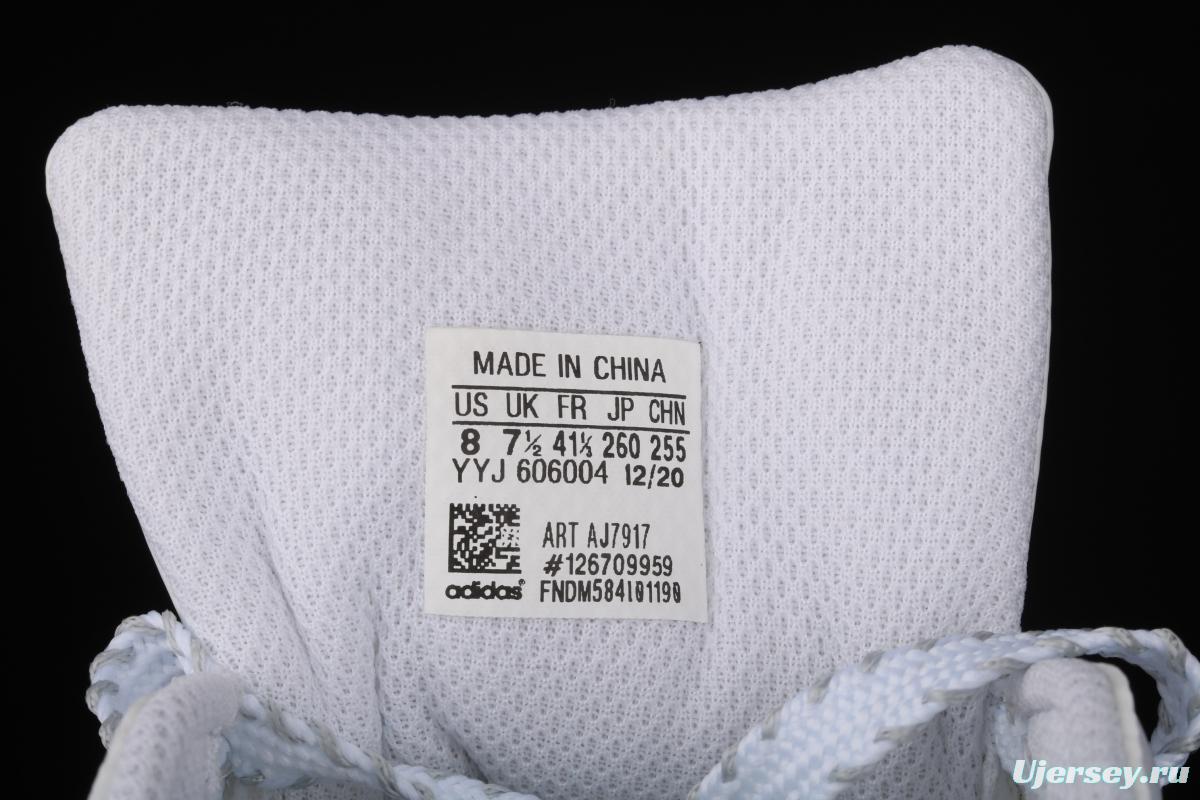 MADE IN CHINA
US UK FR JP CHN
8 7½ 41⅓ 260 255
YYJ 606004 12/20
ART AJ7917
#126709959
adidas® FNDM584101190
Ujersey.ru